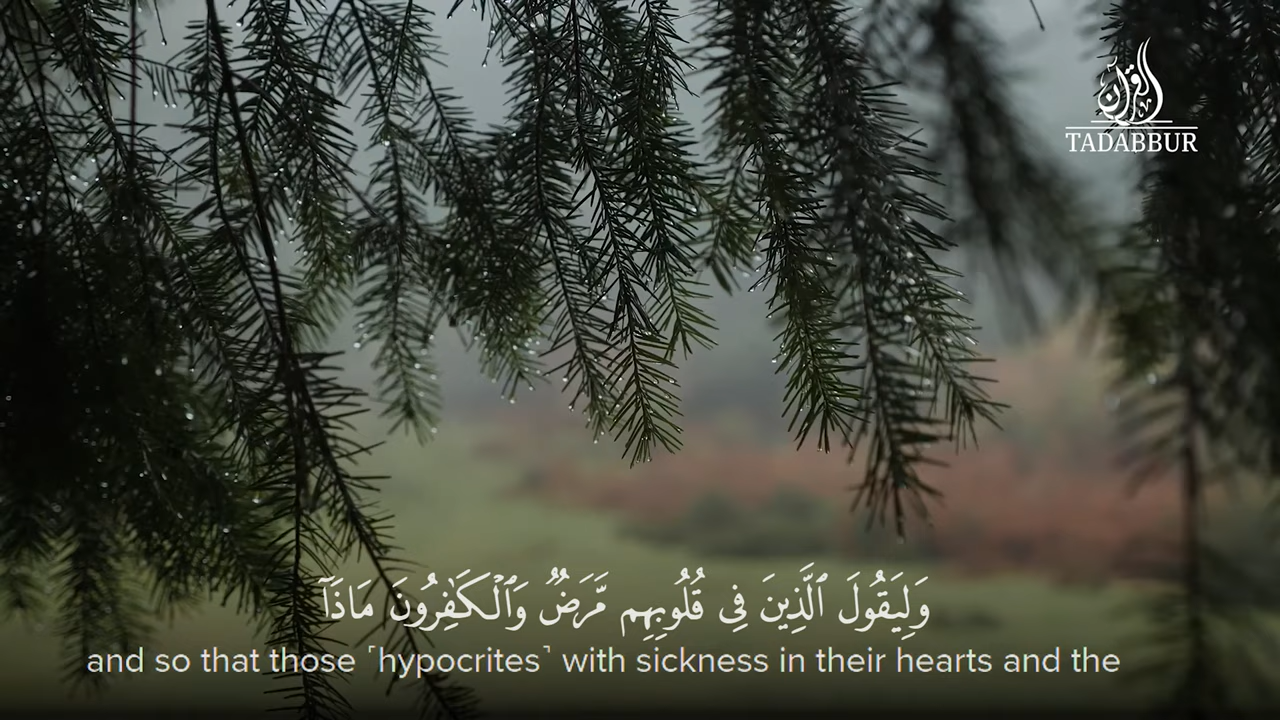 القرآن
TADABBUR
وَلِيَقُولَ ٱلَّذِينَ فِى قُلُوبِهِم مَّرَضٌۭ وَٱلْكَـٰفِرُونَ مَاذَآ
and so that those ˹hypocrites˺ with sickness in their hearts and the